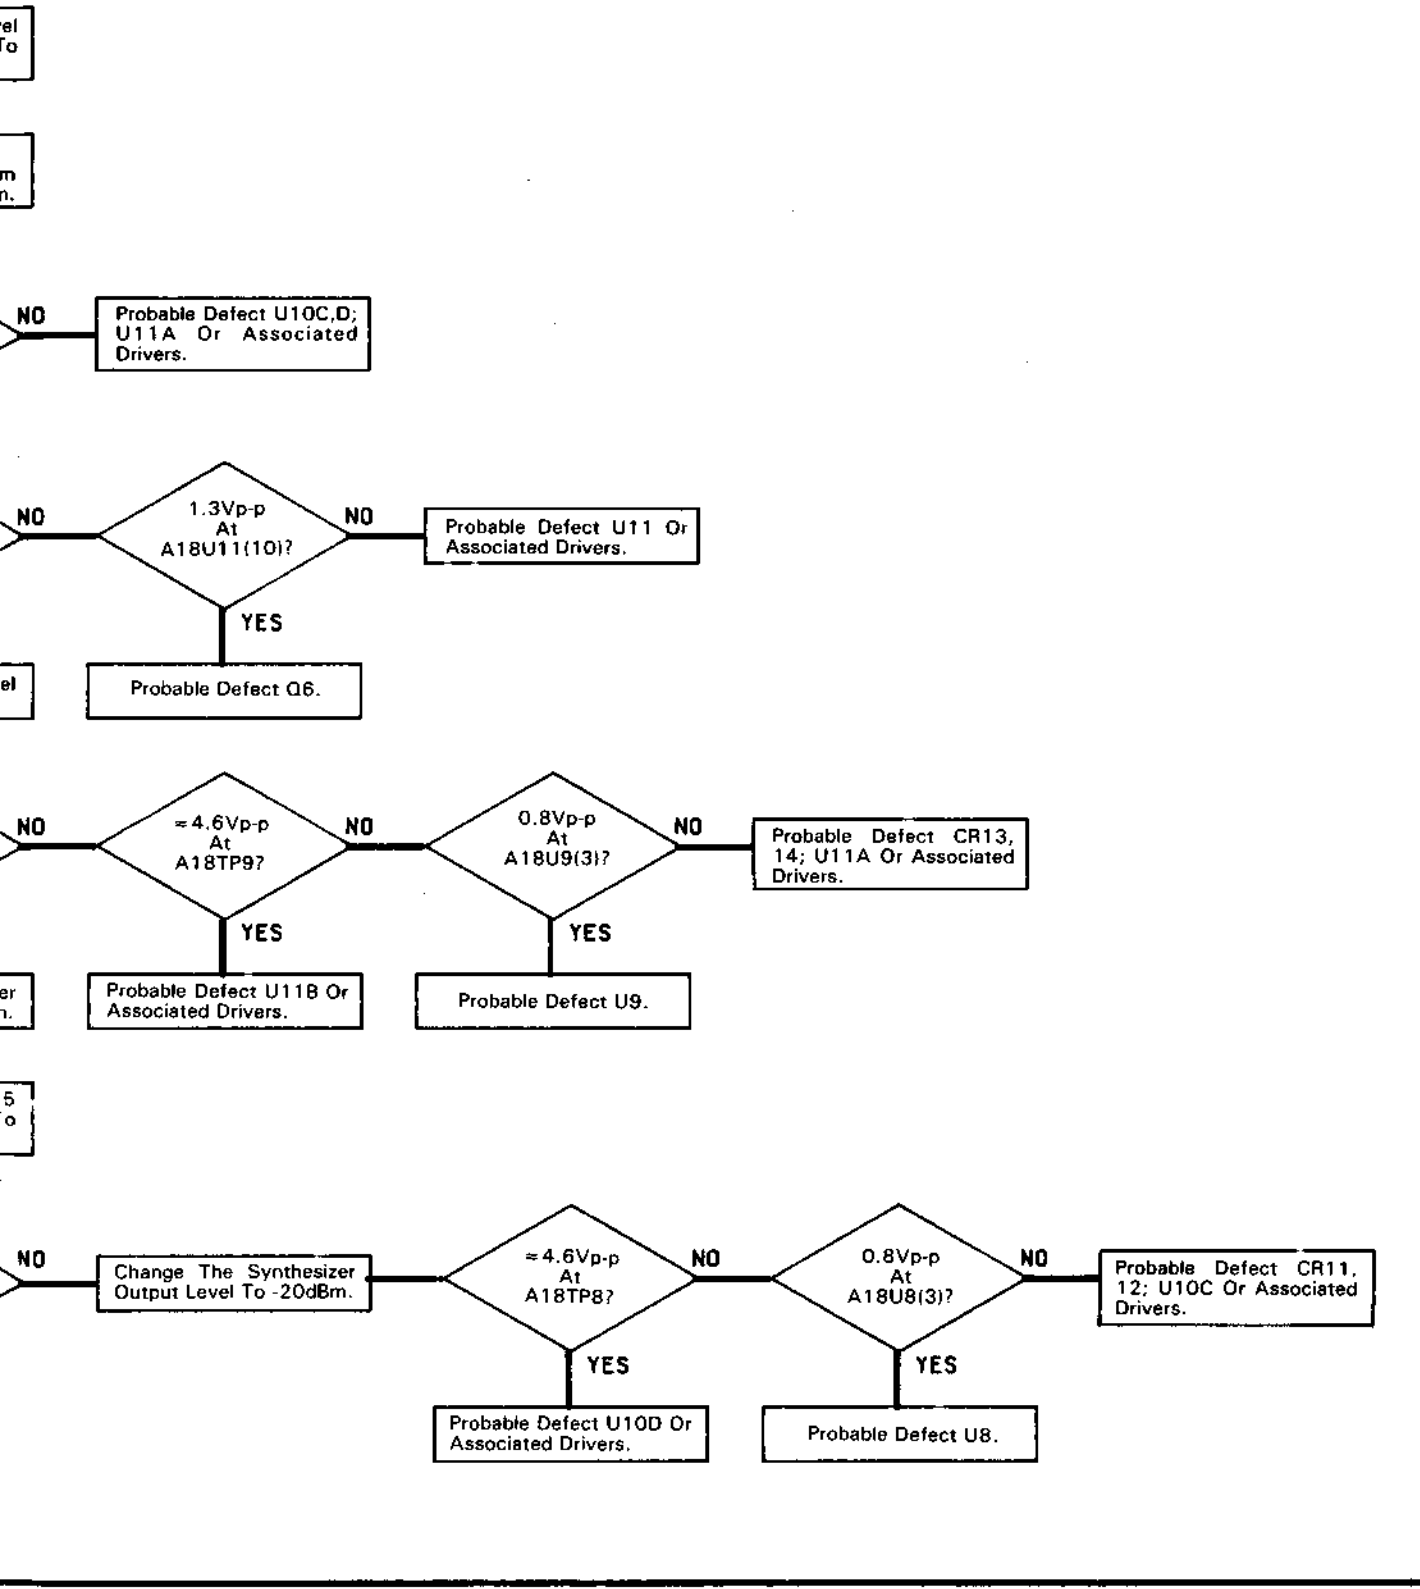 To
NO
Probable Defect U10C,D;
U11A Or Associated
Drivers.
NO
1.3Vp-p
At
A18U11(10)?
NO
Probable Defect U11 Or
Associated Drivers.
YES
Probable Defect Q6.
NO
≈4.6Vp-p
At
A18TP9?
NO
0.8Vp-p
At
A18U9(3)?
NO
Probable Defect CR13,
14; U11A Or Associated
Drivers.
YES
Probable Defect U11B Or
Associated Drivers.
YES
Probable Defect U9.
5
NO
Change The Synthesizer
Output Level To -20dBm.
≈4.6Vp-p
At
A18TP8?
NO
0.8Vp-p
At
A18U8(3)?
NO
Probable Defect CR11,
12; U10C Or Associated
Drivers.
YES
Probable Defect U10D Or
Associated Drivers.
YES
Probable Defect U8.